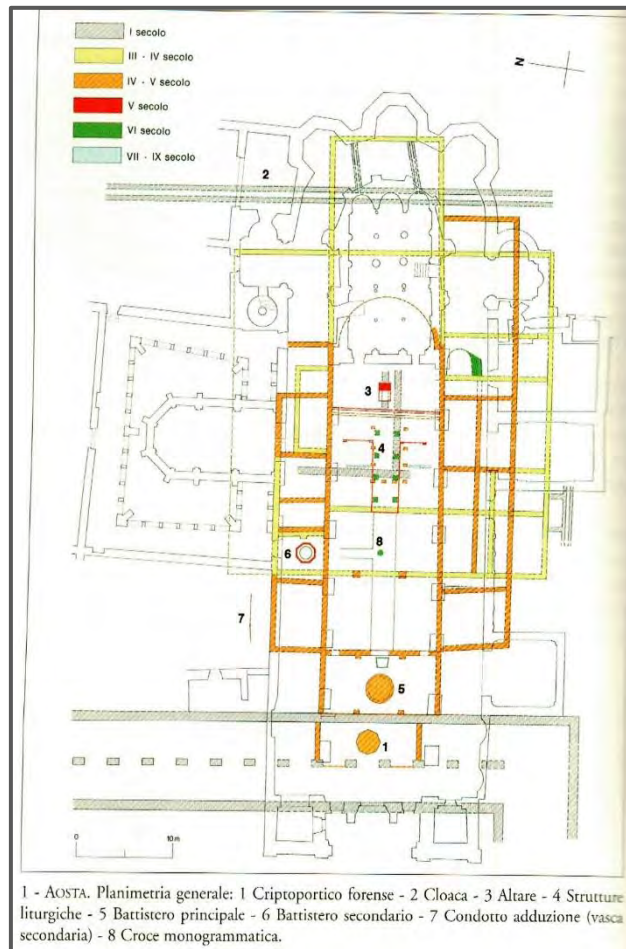 I secolo
III - IV secolo
IV - V secolo
V secolo
VI secolo
VII - IX secolo
N
2
3
4
8
6
7
5
1
0 10 m
1 - AOSTA. Planimetria generale: 1 Criptoportico forense - 2 Cloaca - 3 Altare - 4 Strutture
liturgiche - 5 Battistero principale - 6 Battistero secondario - 7 Condotto adduzione (vasca
secondaria) - 8 Croce monogrammatica.